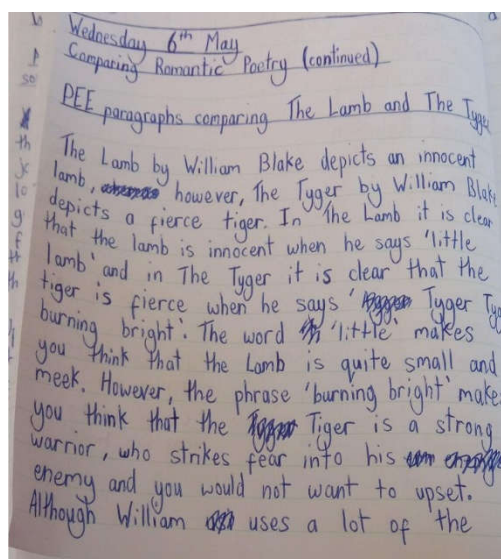 Wednesday 6th May
Comparing Romantic Poetry (continued)
PEE paragraphs comparing The Lamb and The Tyger
The Lamb by William Blake depicts an innocent
lamb, however, The Tyger by William Blake
depicts a fierce tiger. In The Lamb it is clear
that the lamb is innocent when he says 'little
lamb' and in The Tyger it is clear that the
tiger is fierce when he says ' Tyger Tyg
burning bright'. The word 'little' makes
you think that the Lamb is quite small and
meek. However, the phrase 'burning bright' make
you think that the Tiger is a strong
warrior, who strikes fear into his
enemy and you would not want to upset.
Although William uses a lot of the